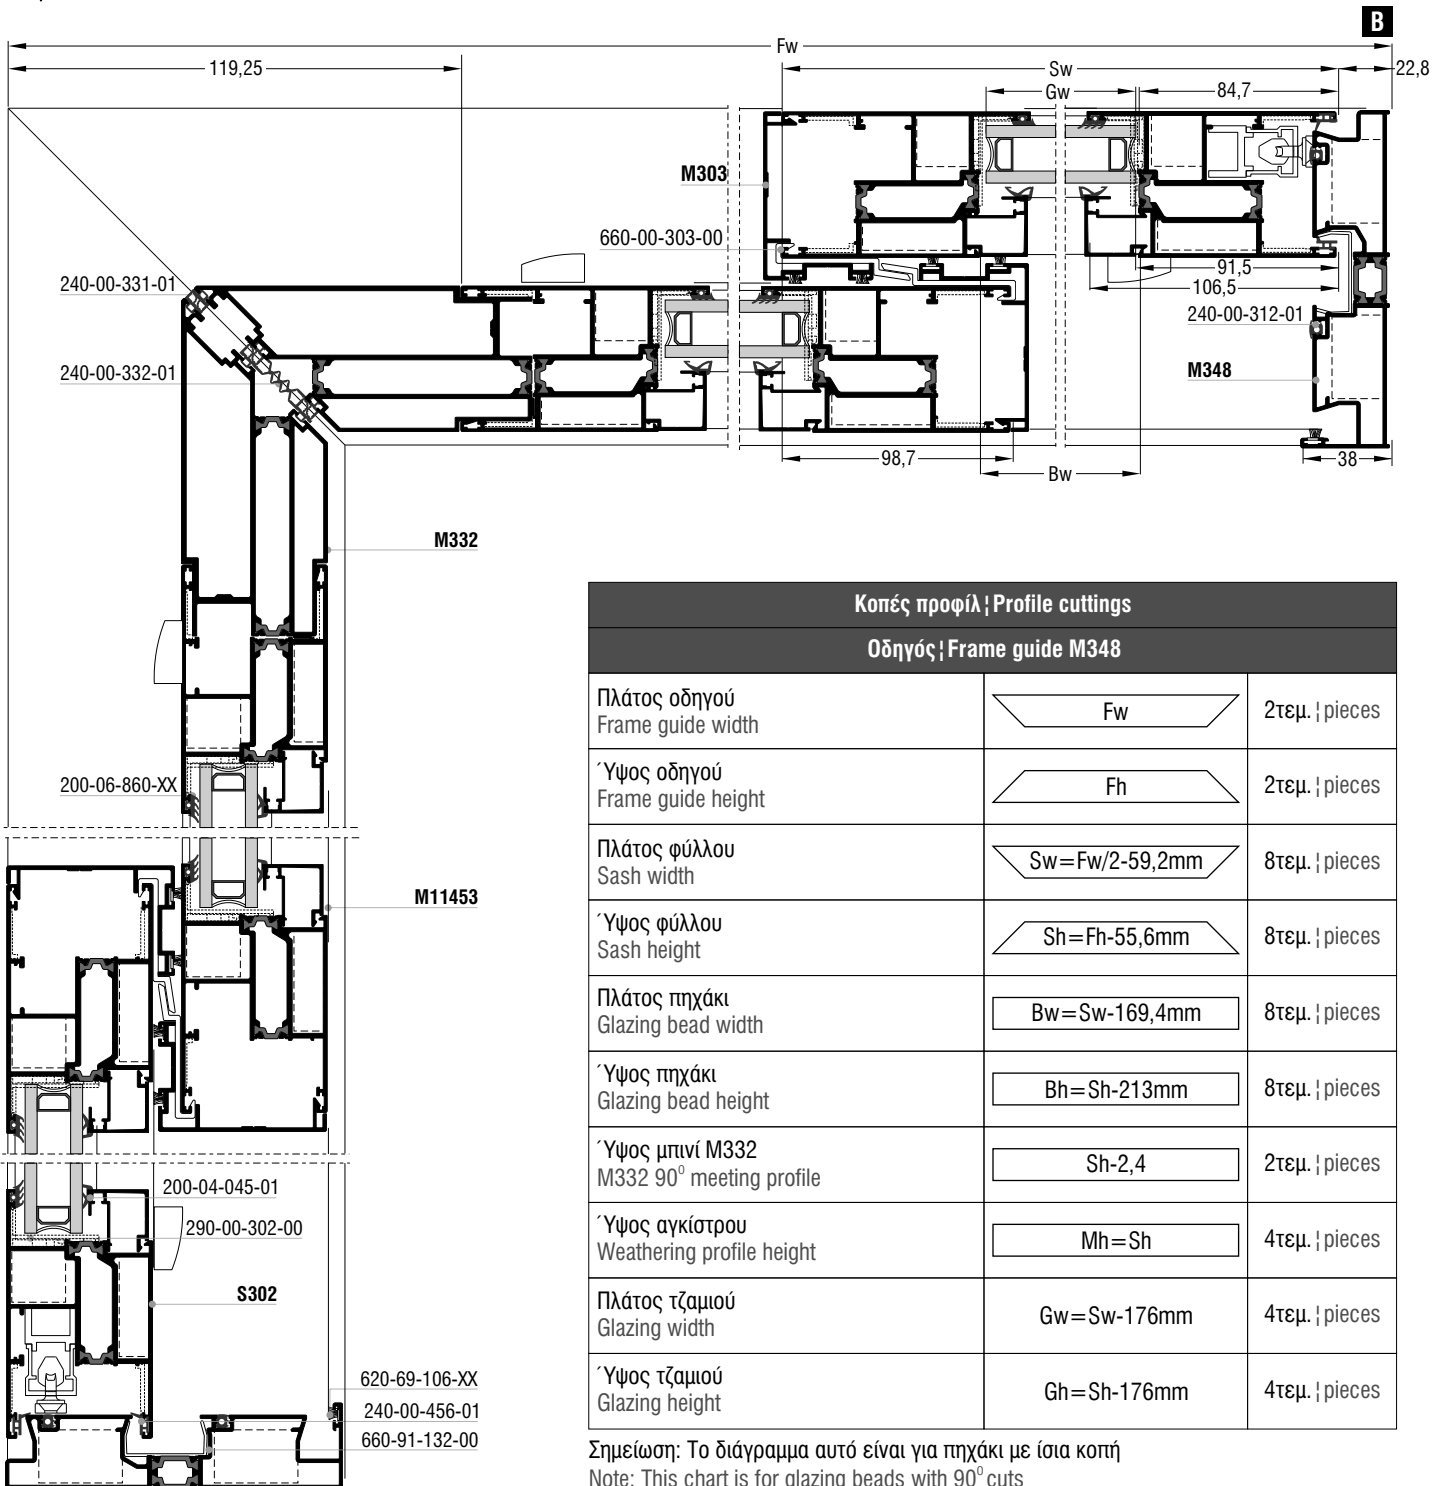 B
Fw
119,25
Sw
22,8
Gw
84,7
M303
660-00-303-00
240-00-331-01
91,5
106,5
240-00-312-01
240-00-332-01
M348
98,7
38
Bw
M332
200-06-860-XX
M11453
200-04-045-01
290-00-302-00
S302
620-69-106-XX
240-00-456-01
660-91-132-00
Κοπές προφίλ ¦ Profile cuttings
Οδηγός ¦ Frame guide M348
Πλάτος οδηγού
Frame guide width
Fw
2τεμ. ¦ pieces
Ύψος οδηγού
Frame guide height
Fh
2τεμ. ¦ pieces
Πλάτος φύλλου
Sash width
Sw=Fw/2-59,2mm
8τεμ. ¦ pieces
Ύψος φύλλου
Sash height
Sh=Fh-55,6mm
8τεμ. ¦ pieces
Πλάτος πηχάκι
Glazing bead width
Bw=Sw-169,4mm
8τεμ. ¦ pieces
Ύψος πηχάκι
Glazing bead height
Bh=Sh-213mm
8τεμ. ¦ pieces
Ύψος μπινί M332
M332 90⁰ meeting profile
Sh-2,4
2τεμ. ¦ pieces
Ύψος αγκίστρου
Weathering profile height
Mh=Sh
4τεμ. ¦ pieces
Πλάτος τζαμιού
Glazing width
Gw=Sw-176mm
4τεμ. ¦ pieces
Ύψος τζαμιού
Glazing height
Gh=Sh-176mm
4τεμ. ¦ pieces
Σημείωση: Το διάγραμμα αυτό είναι για πηχάκι με ίσια κοπή
Note: This chart is for glazing beads with 90⁰ cuts